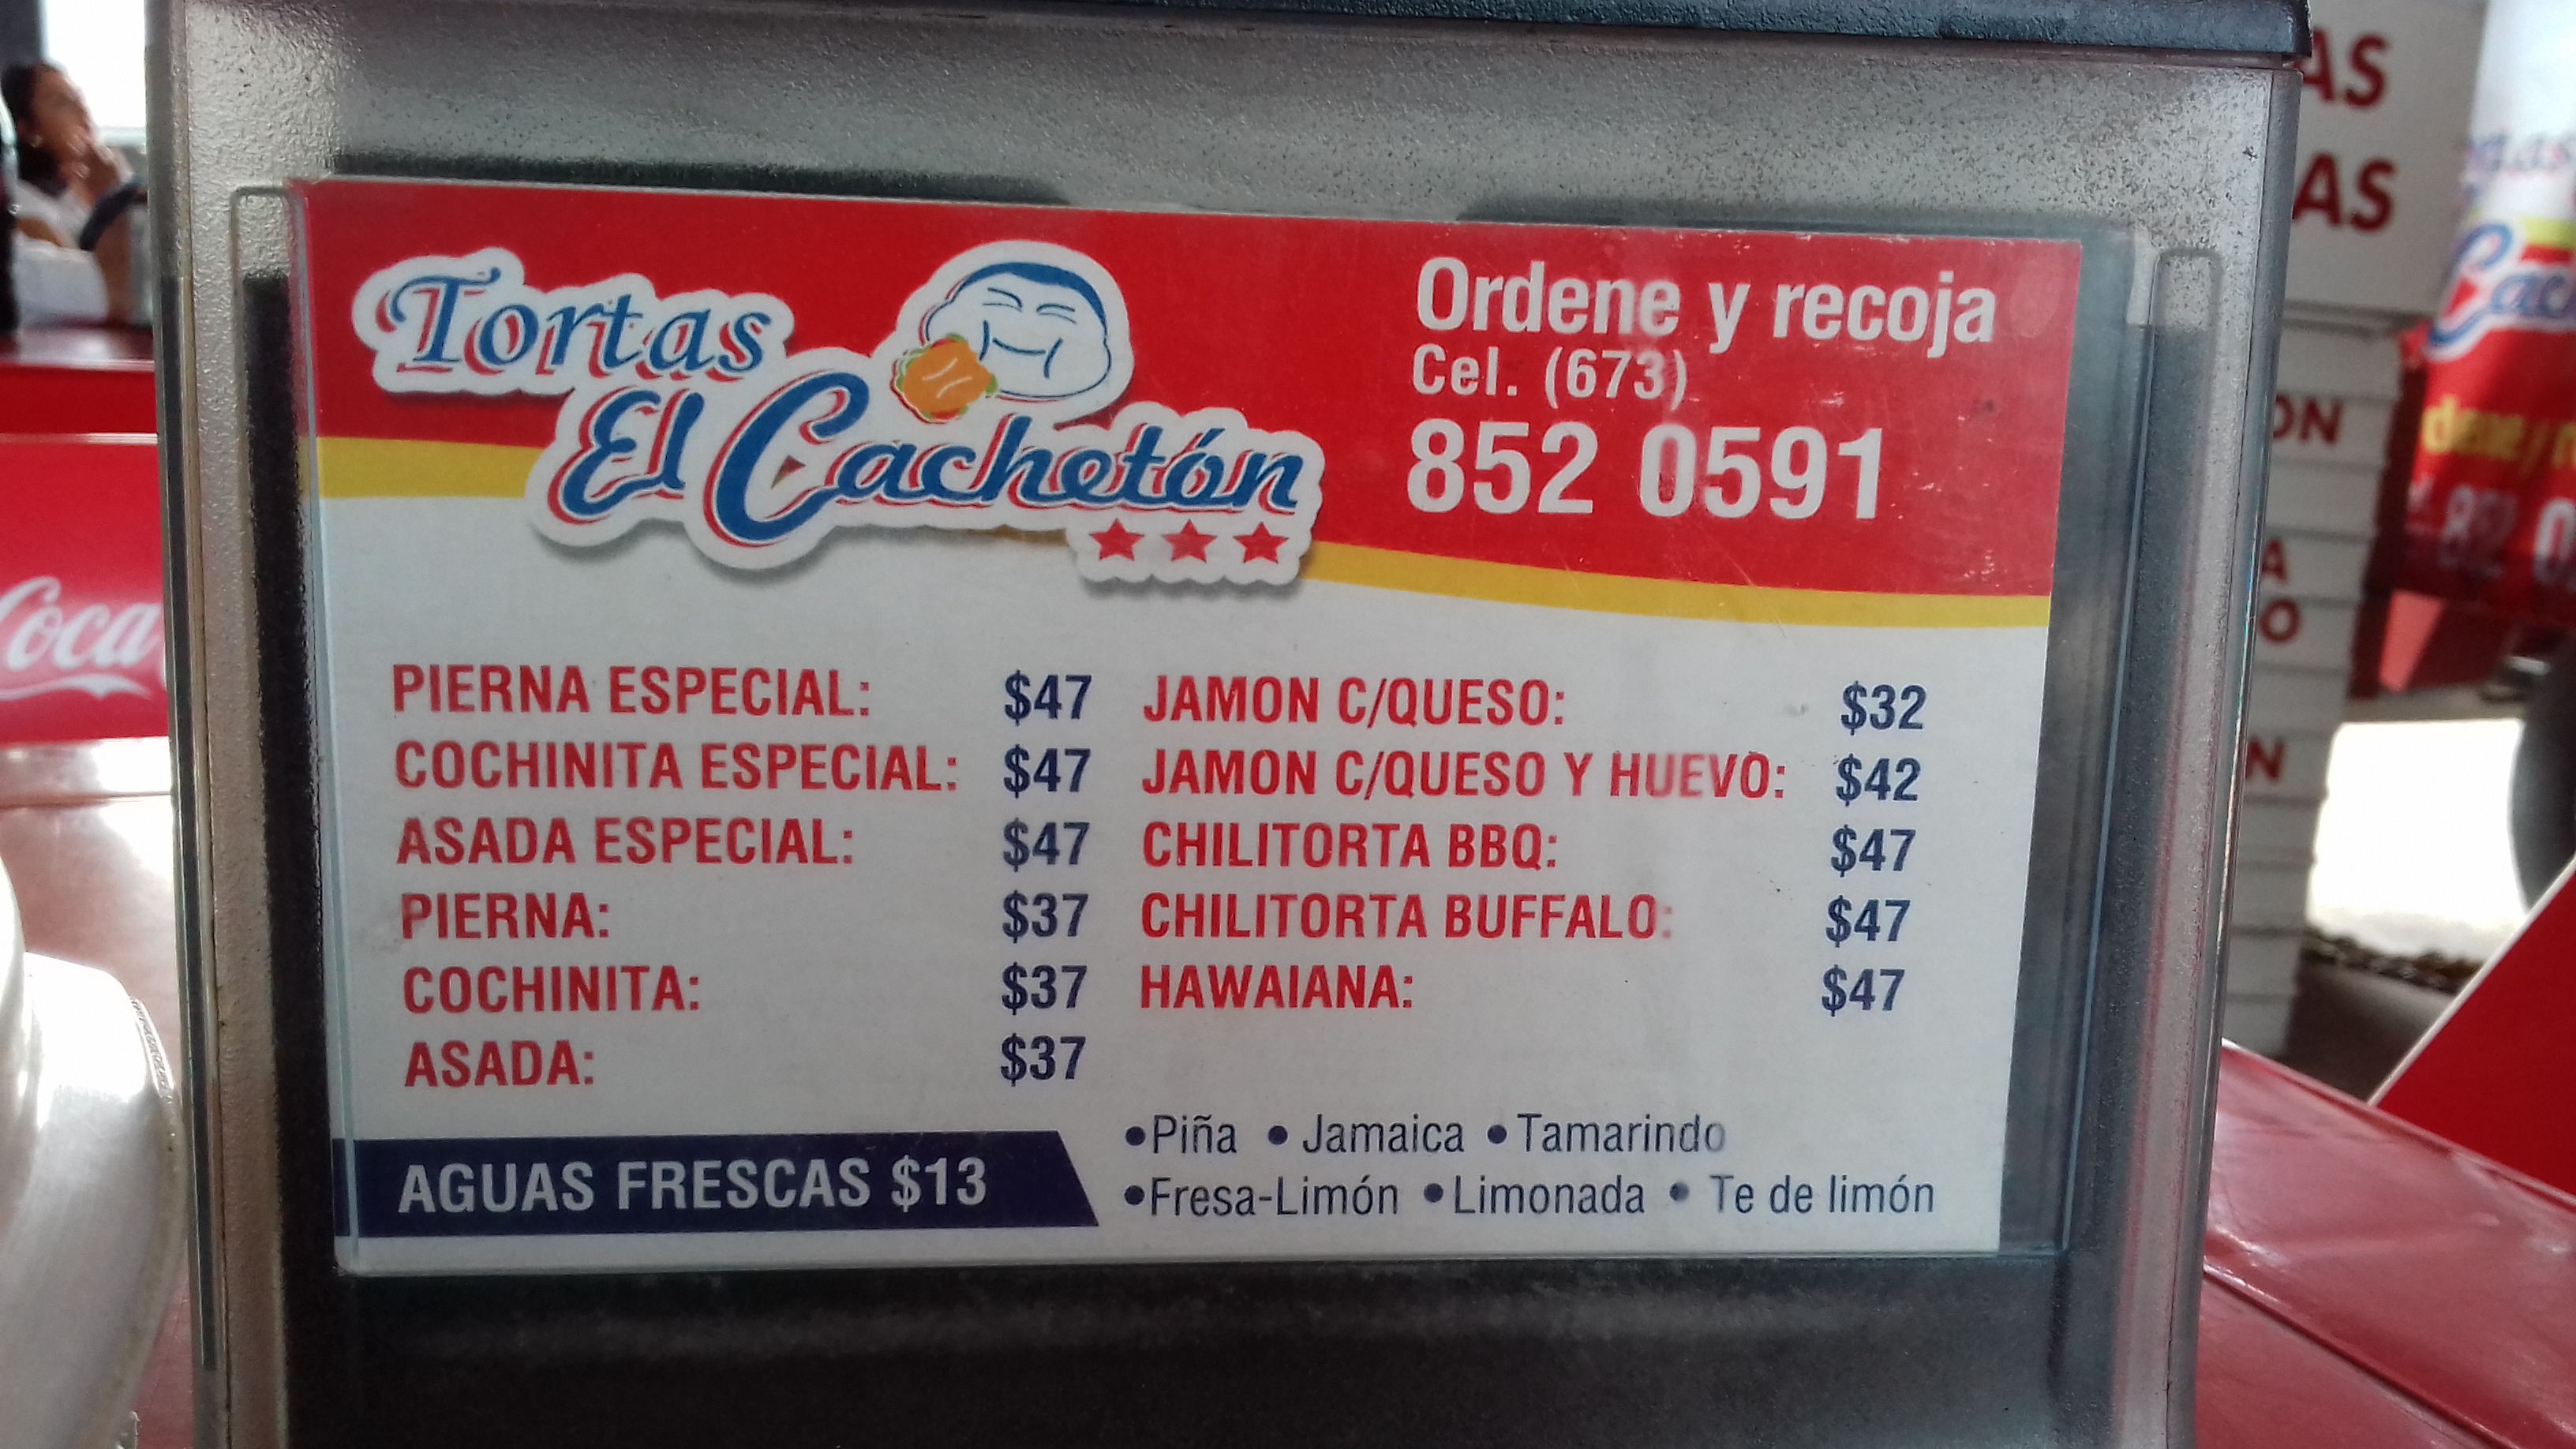 Tortas
El Cachetón
Ordene y recoja
Cel. (673)
852 0591
PIERNA ESPECIAL: $47
COCHINITA ESPECIAL: $47
ASADA ESPECIAL: $47
PIERNA: $37
COCHINITA: $37
ASADA: $37
JAMON C/QUESO: $32
JAMON C/QUESO Y HUEVO: $42
CHILITORTA BBQ: $47
CHILITORTA BUFFALO: $47
HAWAIANA: $47
AGUAS FRESCAS $13
•Piña • Jamaica •Tamarindo
•Fresa-Limón •Limonada • Te de limón
Coca